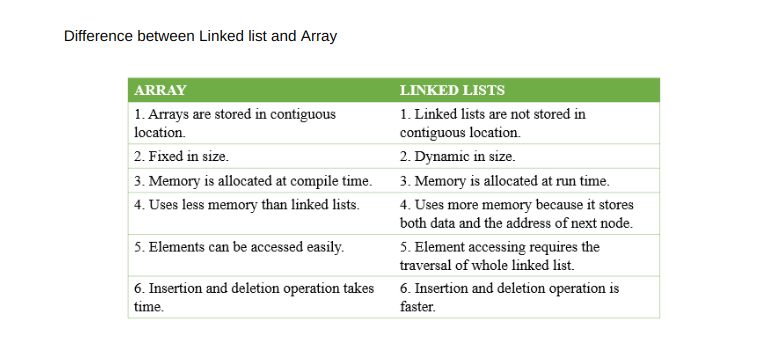 Difference between Linked list and Array
ARRAY
LINKED LISTS
1. Arrays are stored in contiguous
location.
1. Linked lists are not stored in
contiguous location.
2. Fixed in size.
2. Dynamic in size.
3. Memory is allocated at compile time.
3. Memory is allocated at run time.
4. Uses less memory than linked lists.
4. Uses more memory because it stores
both data and the address of next node.
5. Elements can be accessed easily.
5. Element accessing requires the
traversal of whole linked list.
6. Insertion and deletion operation takes
time.
6. Insertion and deletion operation is
faster.